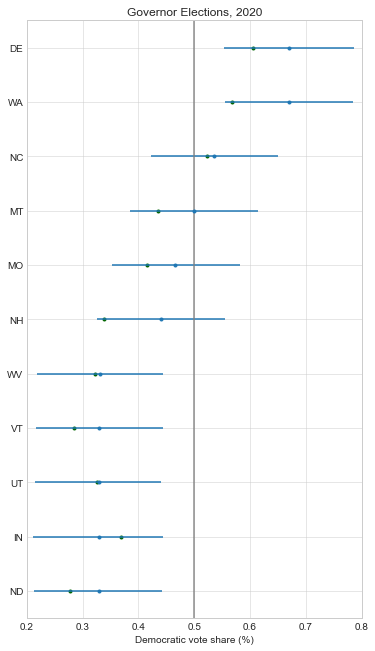 Governor Elections, 2020
DE
WA
NC
MT
MO
NH
WV
VT
UT
IN
ND
0.2 0.3 0.4 0.5 0.6 0.7 0.8
Democratic vote share (%)